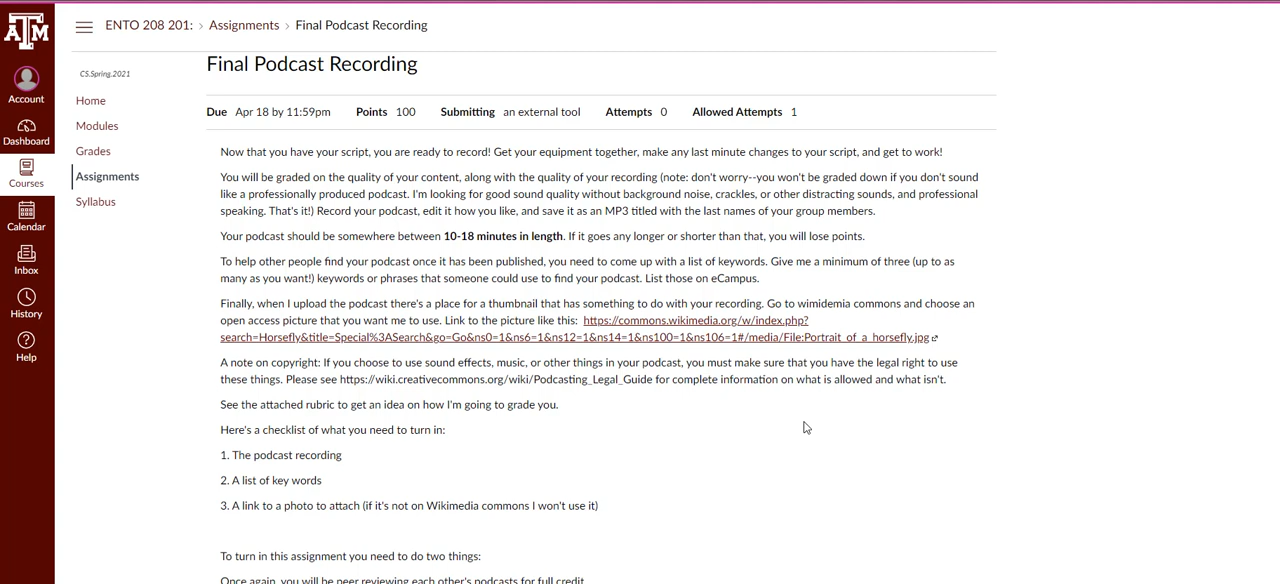 ENTO 208 201: › Assignments › Final Podcast Recording
ATM
Account
Dashboard
Courses
Calendar
Inbox
History
Help
CS.Spring.2021
Home
Modules
Grades
Assignments
Syllabus
Final Podcast Recording
Due Apr 18 by 11:59pm Points 100 Submitting an external tool Attempts 0 Allowed Attempts 1
Now that you have your script, you are ready to record! Get your equipment together, make any last minute changes to your script, and get to work!
You will be graded on the quality of your content, along with the quality of your recording (note: don't worry--you won't be graded down if you don't sound
like a professionally produced podcast. I'm looking for good sound quality without background noise, crackles, or other distracting sounds, and professional
speaking. That's it!) Record your podcast, edit it how you like, and save it as an MP3 titled with the last names of your group members.
Your podcast should be somewhere between 10-18 minutes in length. If it goes any longer or shorter than that, you will lose points.
To help other people find your podcast once it has been published, you need to come up with a list of keywords. Give me a minimum of three (up to as
many as you want!) keywords or phrases that someone could use to find your podcast. List those on eCampus.
Finally, when I upload the podcast there's a place for a thumbnail that has something to do with your recording. Go to wimidemia commons and choose an
open access picture that you want me to use. Link to the picture like this: https://commons.wikimedia.org/w/index.php?
search=Horsefly&title=Special%3ASearch&go=Go&ns0=1&ns6=1&ns12=1&ns14=1&ns100=1&ns106=1#/media/File:Portrait_of_a_horsefly.jpg
A note on copyright: If you choose to use sound effects, music, or other things in your podcast, you must make sure that you have the legal right to use
these things. Please see https://wiki.creativecommons.org/wiki/Podcasting_Legal_Guide for complete information on what is allowed and what isn't.
See the attached rubric to get an idea on how I'm going to grade you.
Here's a checklist of what you need to turn in:
1. The podcast recording
2. A list of key words
3. A link to a photo to attach (if it's not on Wikimedia commons I won't use it)
To turn in this assignment you need to do two things:
Once again, you will be peer reviewing each other's podcasts for full credit